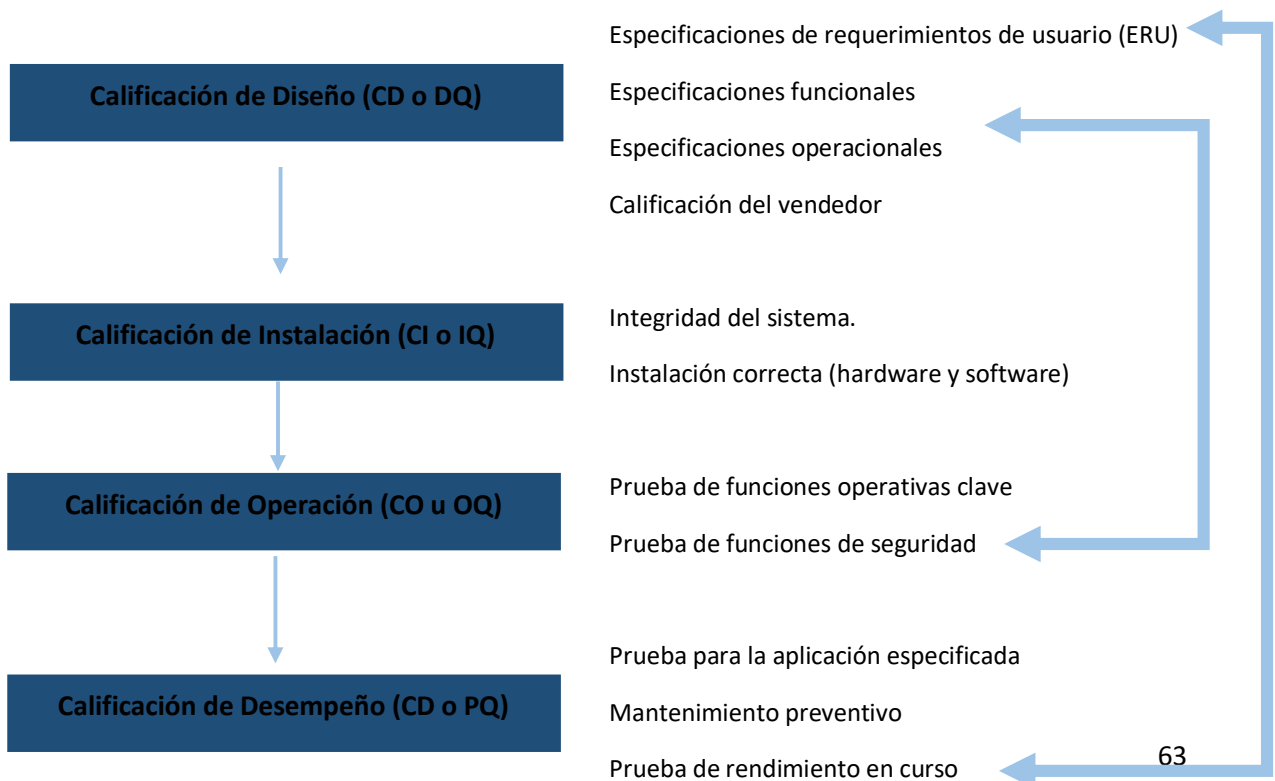 Especificaciones de requerimientos de usuario (ERU)
Calificación de Diseño (CD o DQ)
Especificaciones funcionales
Especificaciones operacionales
Calificación del vendedor
Calificación de Instalación (CI o IQ)
Integridad del sistema.
Instalación correcta (hardware y software)
Calificación de Operación (CO u OQ)
Prueba de funciones operativas clave
Prueba de funciones de seguridad
Calificación de Desempeño (CD o PQ)
Prueba para la aplicación especificada
Mantenimiento preventivo
Prueba de rendimiento en curso
63